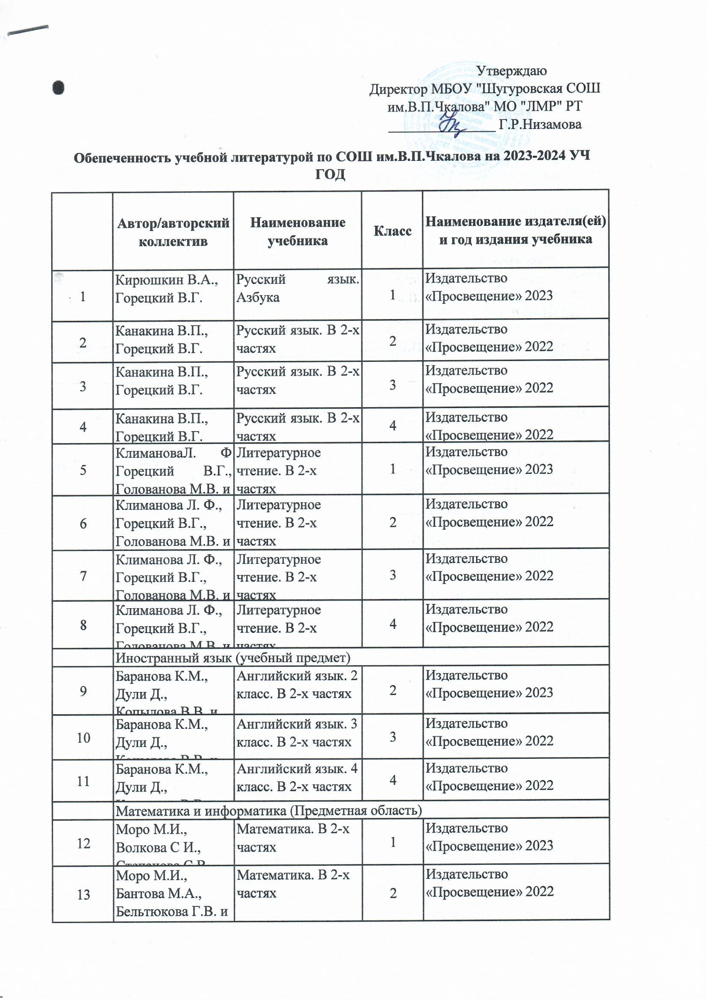 Утверждаю
Директор МБОУ "Шугуровская СОШ
им.В.П.Чкалова" МО "ЛМР" РТ
Г.Р.Низамова
Обепеченность учебной литературой по СОШ им.В.П.Чкалова на 2023-2024 УЧ
ГОД
Автор/авторский
коллектив
Наименование
учебника
Класс
Наименование издателя(ей)
и год издания учебника
1
Кирюшкин В.А.,
Горецкий В.Г.
Русский язык.
Азбука
1
Издательство
«Просвещение» 2023
2
Канакина В.П.,
Горецкий В.Г.
Русский язык. В 2-х
частях
2
Издательство
«Просвещение» 2022
3
Канакина В.П.,
Горецкий В.Г.
Русский язык. В 2-х
частях
3
Издательство
«Просвещение» 2022
4
Канакина В.П.,
Горецкий В.Г.
Русский язык. В 2-х
частях
4
Издательство
«Просвещение» 2022
5
КлимановаЛ. Ф
Горецкий В.Г.,
Голованова М.В. и
Литературное
чтение. В 2-х
частях
1
Издательство
«Просвещение» 2023
6
Климанова Л. Ф.,
Горецкий В.Г.,
Голованова М.В. и
Литературное
чтение. В 2-х
частях
2
Издательство
«Просвещение» 2022
7
Климанова Л. Ф.,
Горецкий В.Г.,
Голованова М.В. и
Литературное
чтение. В 2-х
частях
3
Издательство
«Просвещение» 2022
8
Климанова Л. Ф.,
Горецкий В.Г.,
Голованова М.В. и
Литературное
чтение. В 2-х
частях
4
Издательство
«Просвещение» 2022
Иностранный язык (учебный предмет)
9
Баранова К.М.,
Дули Д.,
Копылова В.В. и
Английский язык. 2
класс. В 2-х частях
2
Издательство
«Просвещение» 2023
10
Баранова К.М.,
Дули Д.,
Копылова В.В. и
Английский язык. 3
класс. В 2-х частях
3
Издательство
«Просвещение» 2022
11
Баранова К.М.,
Дули Д.,
Английский язык. 4
класс. В 2-х частях
4
Издательство
«Просвещение» 2022
Математика и информатика (Предметная область)
12
Моро М.И.,
Волкова С И.,
Степанова С.В.
Математика. В 2-х
частях
1
Издательство
«Просвещение» 2023
13
Моро М.И.,
Бантова М.А.,
Бельтюкова Г.В. и
Математика. В 2-х
частях
2
Издательство
«Просвещение» 2022